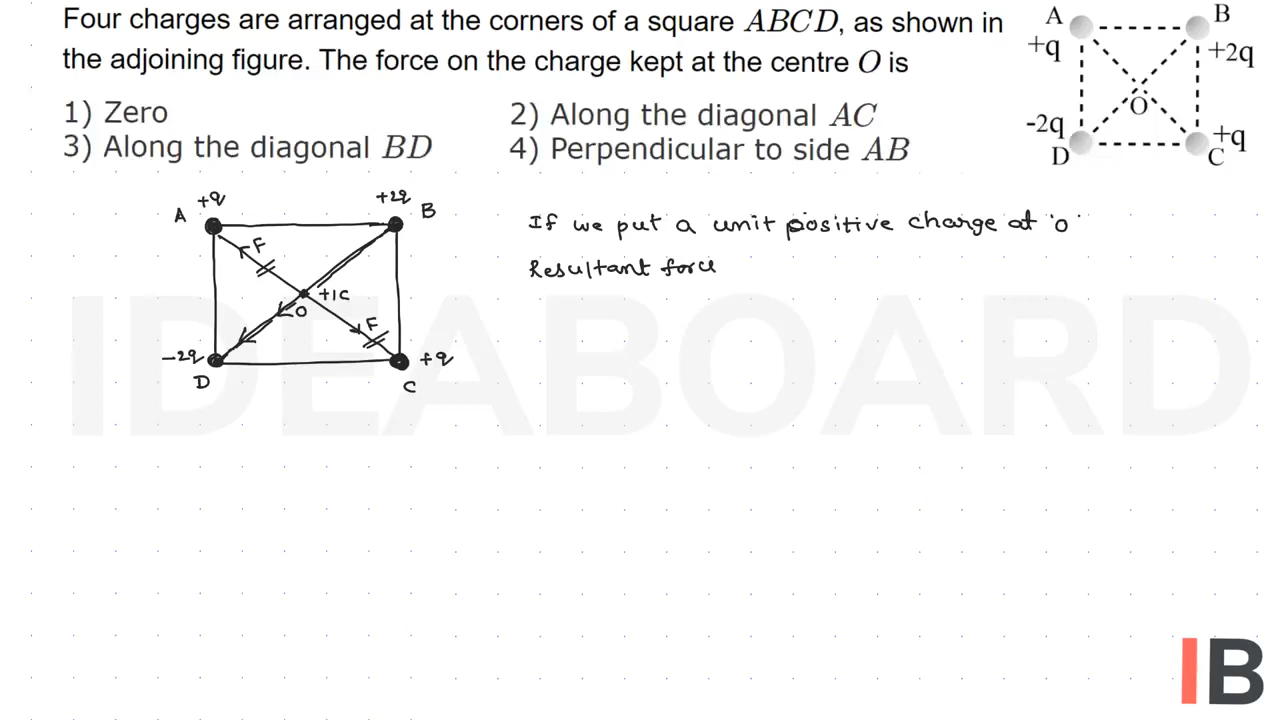 Four charges are arranged at the corners of a square ABCD, as shown in
the adjoining figure. The force on the charge kept at the centre O is
1) Zero
2) Along the diagonal AC
3) Along the diagonal BD
4) Perpendicular to side AB
A
B
+q
+2q
O
-2q
+q
D
C
+q
+2q
A
B
If we put a unit positive charge at 'O'
F
Resultant force
+1C
O
F
-2q
+q
D
C
IDEABOARD
IB